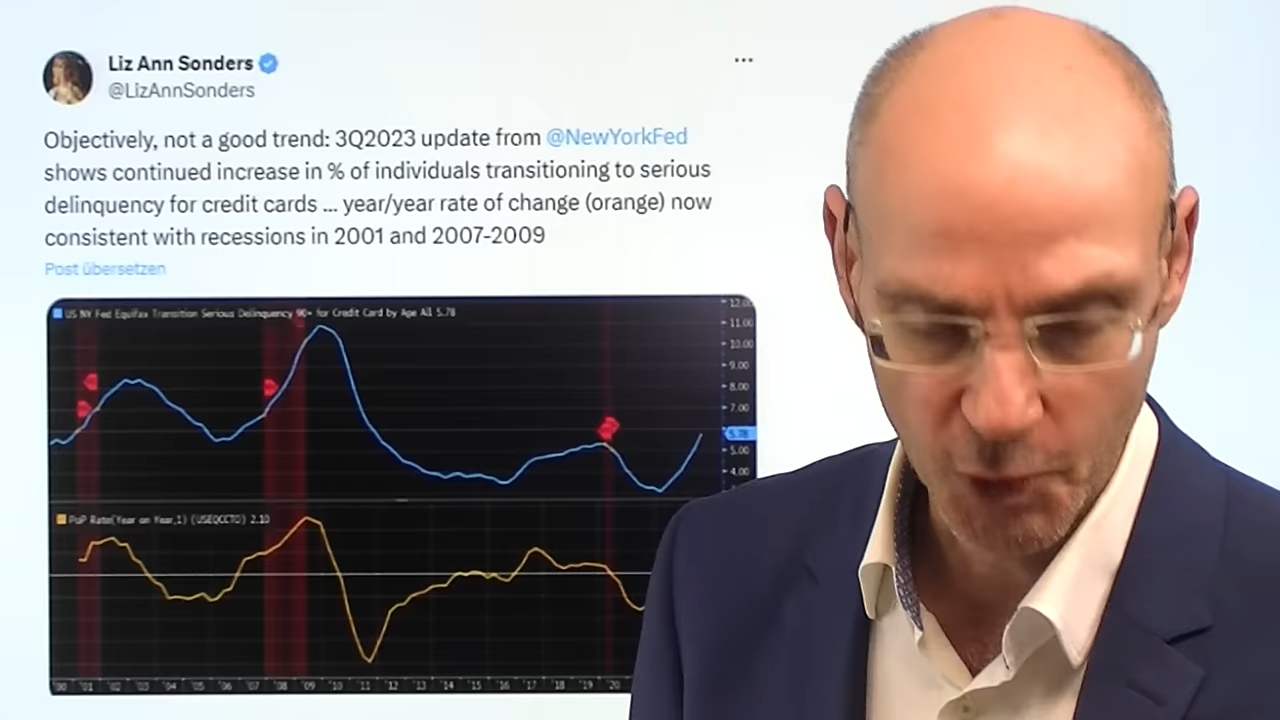 Liz Ann Sonders
@LizAnnSonders
...
Objectively, not a good trend: 3Q2023 update from @NewYorkFed
shows continued increase in % of individuals transitioning to serious
delinquency for credit cards ... year/year rate of change (orange) now
consistent with recessions in 2001 and 2007-2009
Post übersetzen
US NY Fed Equifax Transition Serious Delinquency 90+ for Credit Card by Age All 5.78
12.00
11.00
10.00
9.00
8.00
7.00
5.78
5.00
4.00
PoP Rate(Year on Year,1) (USEQCCTO) 2.10
'00 '01 '02 '03 '04 '05 '06 '07 '08 '09 '10 '11 '12 '13 '14 '15 '16 '17 '18 '19 '20